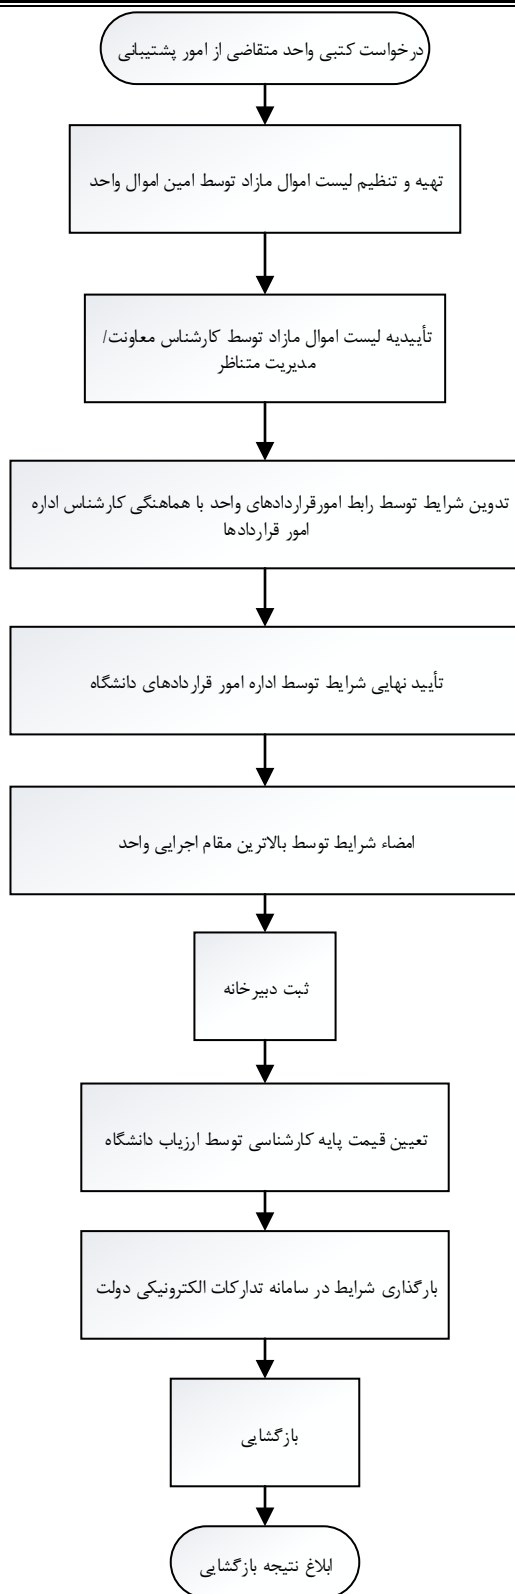 درخواست کتبی واحد متقاضی از امور پشتیبانی
تهیه و تنظیم لیست اموال مازاد توسط امین اموال واحد
تأییدیه لیست اموال مازاد توسط کارشناس معاونت/
مدیریت متناظر
تدوین شرایط توسط رابط امورقراردادهای واحد با هماهنگی کارشناس اداره
امور قراردادها
تأیید نهایی شرایط توسط اداره امور قراردادهای دانشگاه
امضاء شرایط توسط بالاترین مقام اجرایی واحد
ثبت دبیرخانه
تعیین قیمت پایه کارشناسی توسط ارزیاب دانشگاه
بارگذاری شرایط در سامانه تدارکات الکترونیکی دولت
بازگشایی
ابلاغ نتیجه بازگشایی